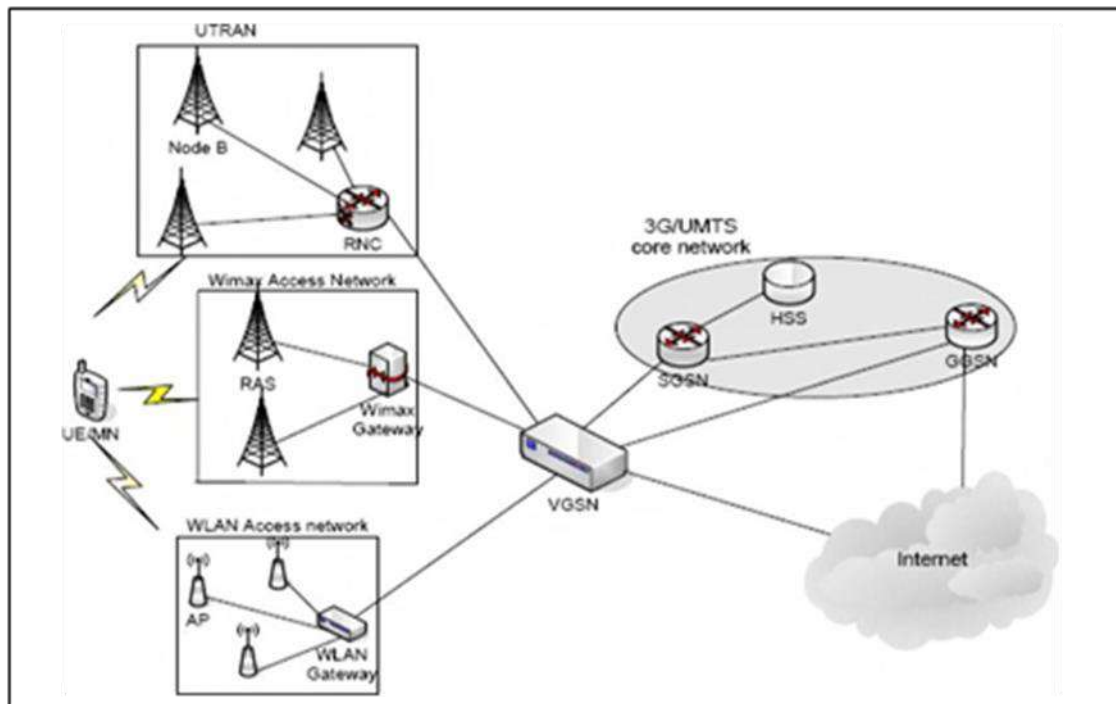 UTRAN
Node B
RNC
3G/UMTS
core network
HSS
SGSN
GGSN
Wimax Access Network
RAS
Wimax
Gateway
UE/MN
VGSN
Internet
WLAN Access network
AP
WLAN
Gateway